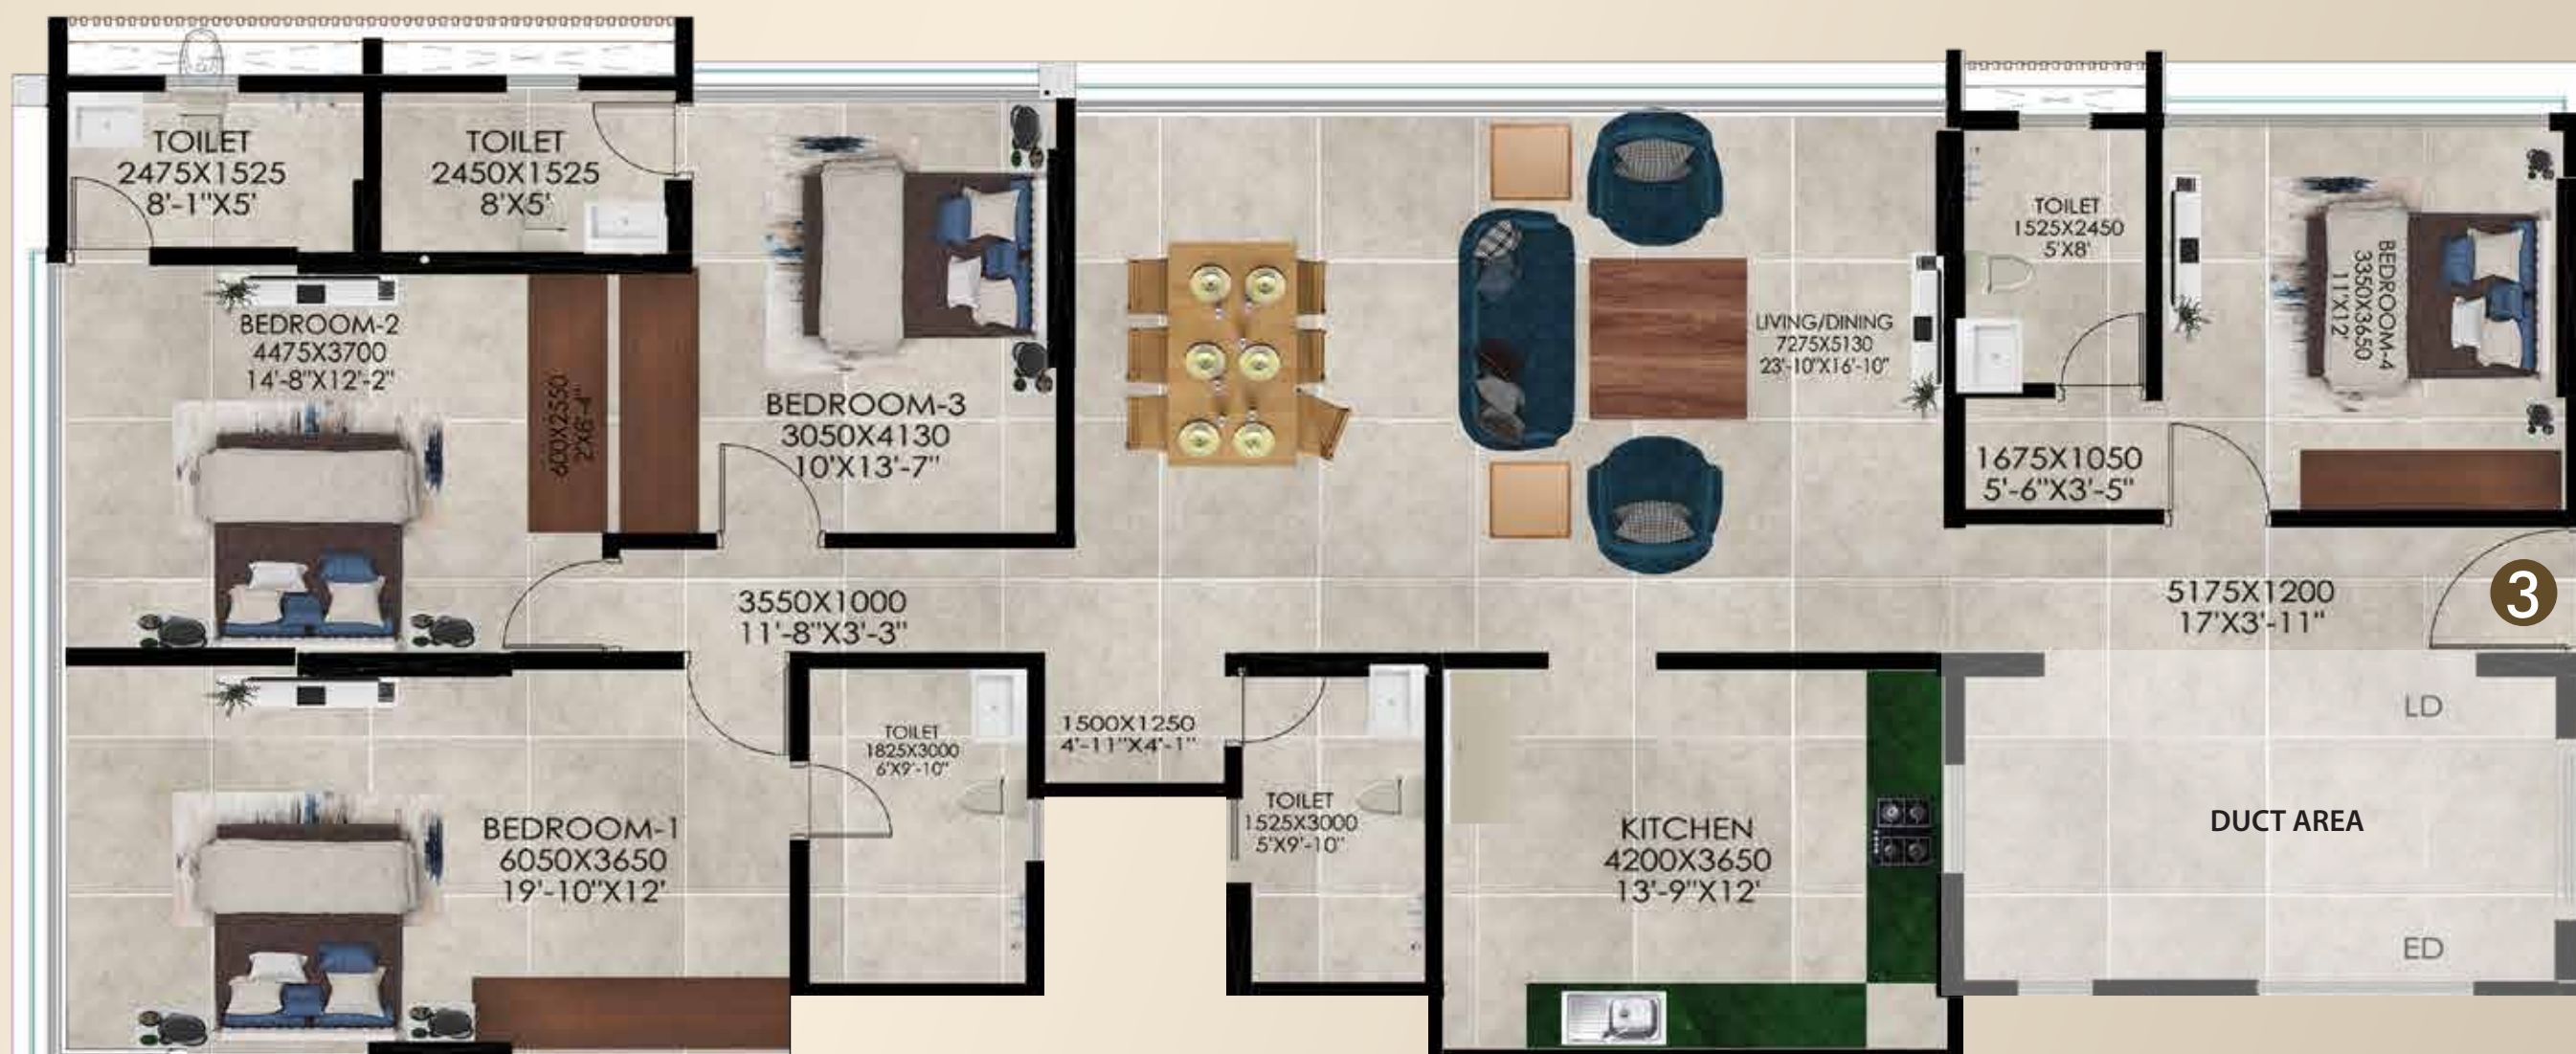 TOILET
2475X1525
8'-1"X5'
TOILET
2450X1525
8'X5'
TOILET
1525X2450
5'X8'
BEDROOM-4
3350X3650
11'X12'
BEDROOM-2
4475X3700
14'-8"X12'-2"
600X2550
2'X8'-4"
BEDROOM-3
3050X4130
10'X13'-7"
LIVING/DINING
7275X5130
23'-10"X16'-10"
1675X1050
5'-6"X3'-5"
3550X1000
11'-8"X3'-3"
5175X1200
17'X3'-11"
3
BEDROOM-1
6050X3650
19'-10"X12'
TOILET
1825X3000
6'X9'-10"
1500X1250
4'-11"X4'-1"
TOILET
1525X3000
5'X9'-10"
KITCHEN
4200X3650
13'-9"X12'
LD
DUCT AREA
ED